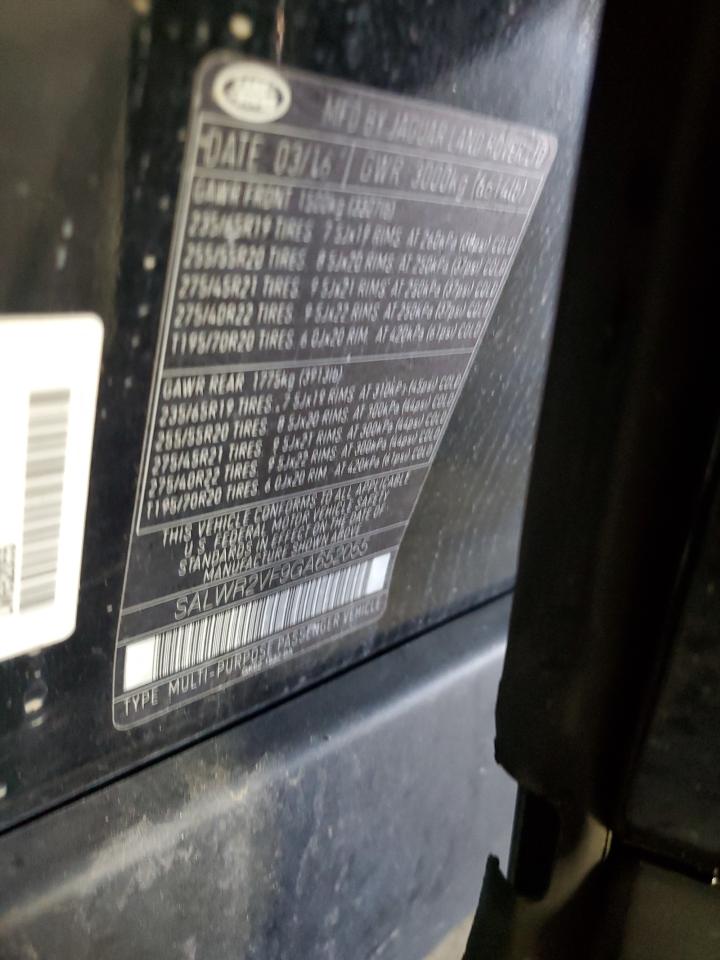 LAND
ROVER
MFD BY JAGUAR LAND ROVER LTD
DATE 03/16 GWR 3000kg (6614lb)
GAWR FRONT 1500kg (3307lb)
235/65R19 TIRES 7.5Jx19 RIMS AT 260kPa COLD
255/55R20 TIRES 8.5Jx20 RIMS AT (37psi) COLD
275/45R21 TIRES 9.5Jx21 RIMS AT (37psi) COLD
275/40R22 TIRES 9.5Jx22 RIMS AT (37psi) COLD
T195/70R20 TIRES 6.0Jx20 RIM AT 420kPa (61psi) COLD
GAWR REAR 1775kg (3913lb)
235/65R19 TIRES 7.5Jx19 RIMS AT 310kPa (45psi) COLD
255/55R20 TIRES 8.5Jx20 RIMS AT 300kPa (44psi) COLD
275/45R21 TIRES 9.5Jx21 RIMS AT 300kPa (44psi) COLD
275/40R22 TIRES 9.5Jx22 RIMS AT 300kPa (44psi) COLD
T195/70R20 TIRES 6.0Jx20 RIM AT 420kPa (61psi) COLD
THIS VEHICLE CONFORMS TO ALL APPLICABLE
U.S. FEDERAL MOTOR VEHICLE SAFETY
STANDARDS IN EFFECT ON THE DATE OF
MANUFACTURE SHOWN ABOVE
TYPE MULTI-PURPOSE PASSENGER VEHICLE